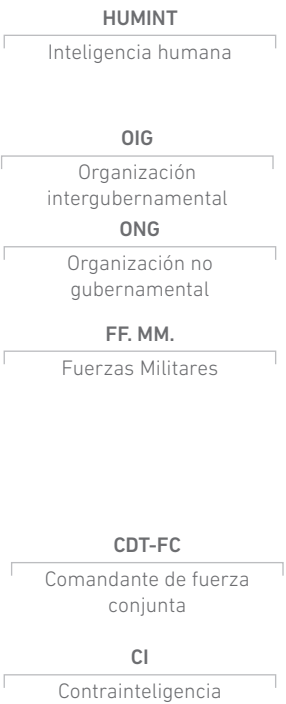 HUMINT
Inteligencia humana
OIG
Organización
intergubernamental
ONG
Organización no
gubernamental
FF. MM.
Fuerzas Militares
CDT-FC
Comandante de fuerza
conjunta
CI
Contrainteligencia